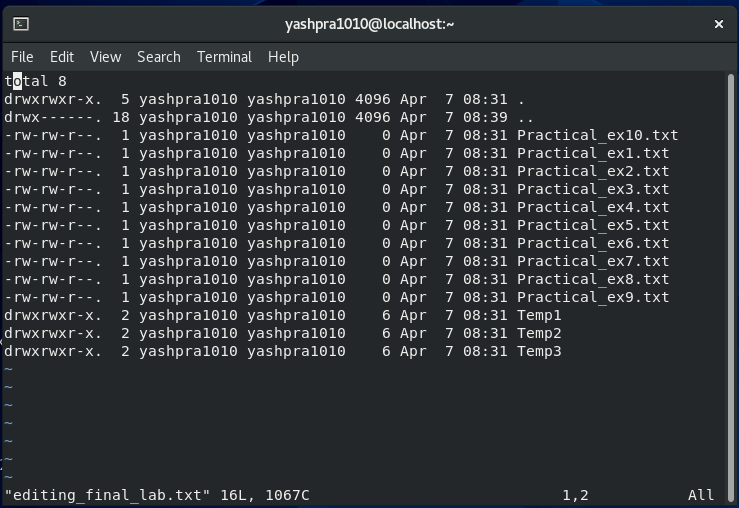 yashpra1010@localhost:~
File Edit View Search Terminal Help
total 8
drwxrwxr-x.  5 yashpra1010 yashpra1010 4096 Apr  7 08:31 .
drwx------. 18 yashpra1010 yashpra1010 4096 Apr  7 08:39 ..
-rw-rw-r--.  1 yashpra1010 yashpra1010    0 Apr  7 08:31 Practical_ex10.txt
-rw-rw-r--.  1 yashpra1010 yashpra1010    0 Apr  7 08:31 Practical_ex1.txt
-rw-rw-r--.  1 yashpra1010 yashpra1010    0 Apr  7 08:31 Practical_ex2.txt
-rw-rw-r--.  1 yashpra1010 yashpra1010    0 Apr  7 08:31 Practical_ex3.txt
-rw-rw-r--.  1 yashpra1010 yashpra1010    0 Apr  7 08:31 Practical_ex4.txt
-rw-rw-r--.  1 yashpra1010 yashpra1010    0 Apr  7 08:31 Practical_ex5.txt
-rw-rw-r--.  1 yashpra1010 yashpra1010    0 Apr  7 08:31 Practical_ex6.txt
-rw-rw-r--.  1 yashpra1010 yashpra1010    0 Apr  7 08:31 Practical_ex7.txt
-rw-rw-r--.  1 yashpra1010 yashpra1010    0 Apr  7 08:31 Practical_ex8.txt
-rw-rw-r--.  1 yashpra1010 yashpra1010    0 Apr  7 08:31 Practical_ex9.txt
drwxrwxr-x.  2 yashpra1010 yashpra1010    6 Apr  7 08:31 Temp1
drwxrwxr-x.  2 yashpra1010 yashpra1010    6 Apr  7 08:31 Temp2
drwxrwxr-x.  2 yashpra1010 yashpra1010    6 Apr  7 08:31 Temp3
~
~
~
~
~
~
~
"editing_final_lab.txt" 16L, 1067C 1,2 All